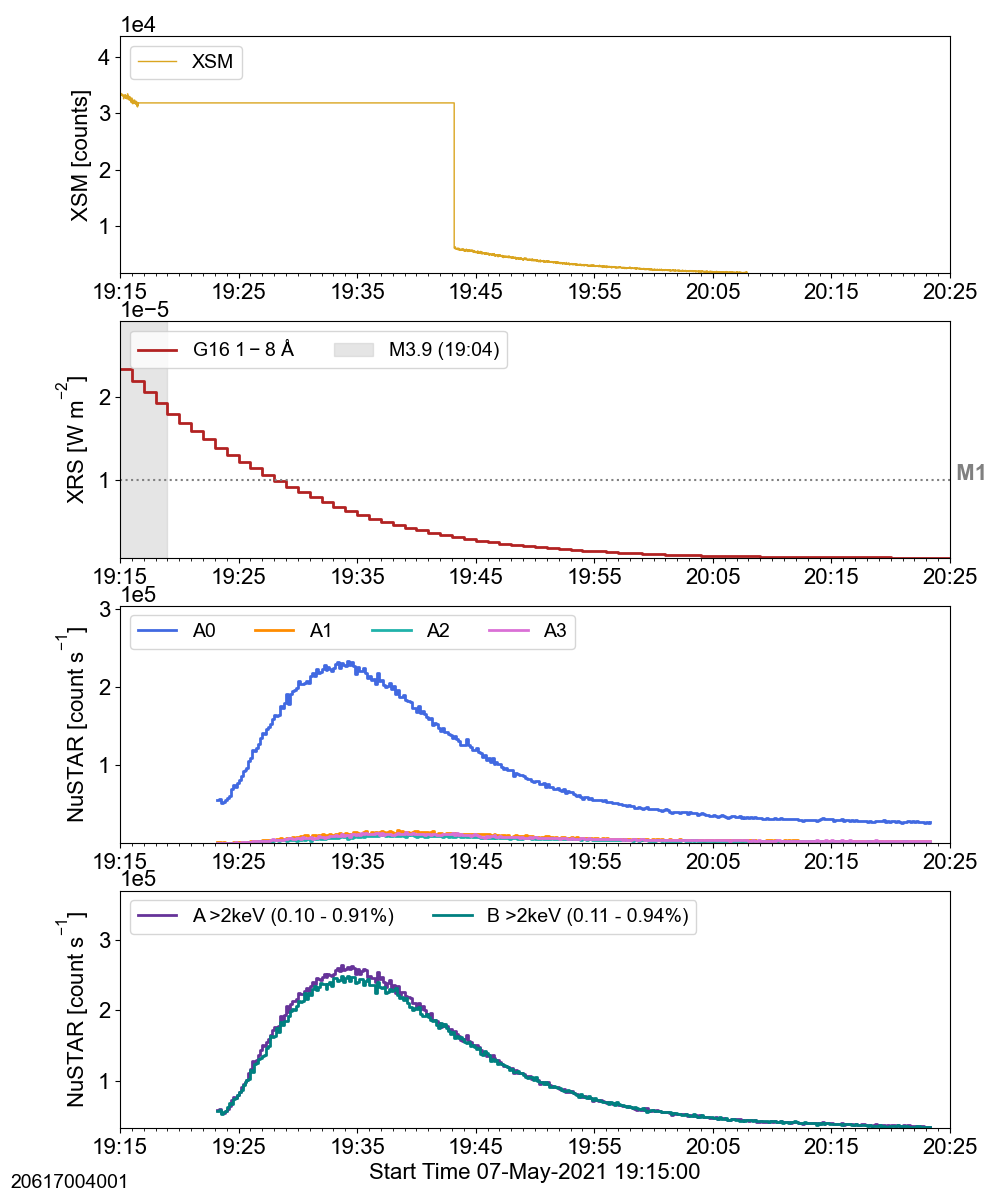 1e4
XSM
4
3
2
1
XSM [counts]
19:15 19:25 19:35 19:45 19:55 20:05 20:15 20:25
1e−5
G16 1 − 8 Å M3.9 (19:04)
2
1
XRS [W m−2]
M1
19:15 19:25 19:35 19:45 19:55 20:05 20:15 20:25
1e5
A0 A1 A2 A3
3
2
1
NuSTAR [count s−1]
19:15 19:25 19:35 19:45 19:55 20:05 20:15 20:25
1e5
A >2keV (0.10 - 0.91%) B >2keV (0.11 - 0.94%)
3
2
1
NuSTAR [count s−1]
19:15 19:25 19:35 19:45 19:55 20:05 20:15 20:25
Start Time 07-May-2021 19:15:00
20617004001